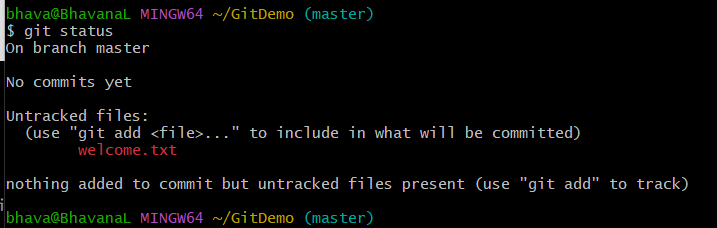 bhava@BhavanaL MINGW64 ~/GitDemo (master)
$ git status
On branch master
No commits yet
Untracked files:
(use "git add <file>..." to include in what will be committed)
welcome.txt
nothing added to commit but untracked files present (use "git add" to track)
bhava@BhavanaL MINGW64 ~/GitDemo (master)